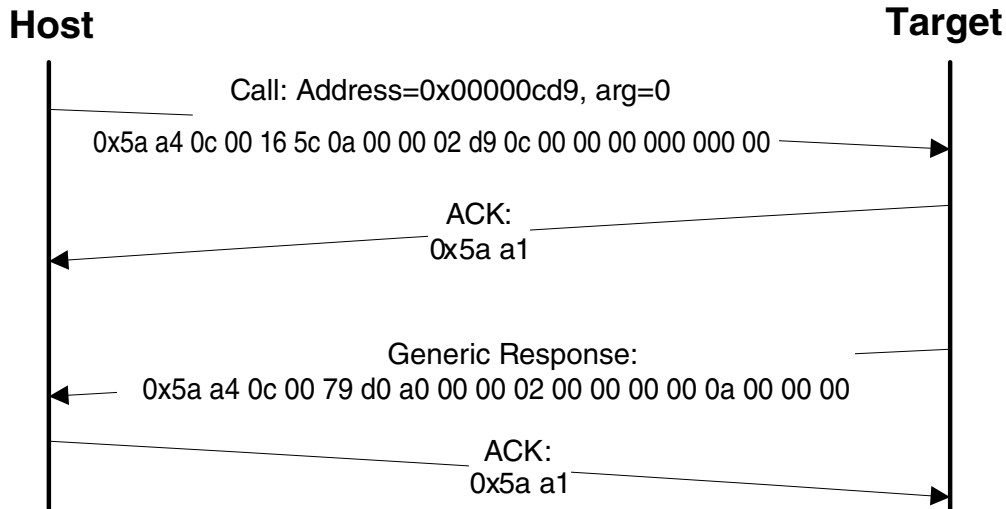 Host
Target
Call: Address=0x00000cd9, arg=0
0x5a a4 0c 00 16 5c 0a 00 00 02 d9 0c 00 00 00 000 000 00
ACK:
0x5a a1
Generic Response:
0x5a a4 0c 00 79 d0 a0 00 00 02 00 00 00 00 0a 00 00 00
ACK:
0x5a a1